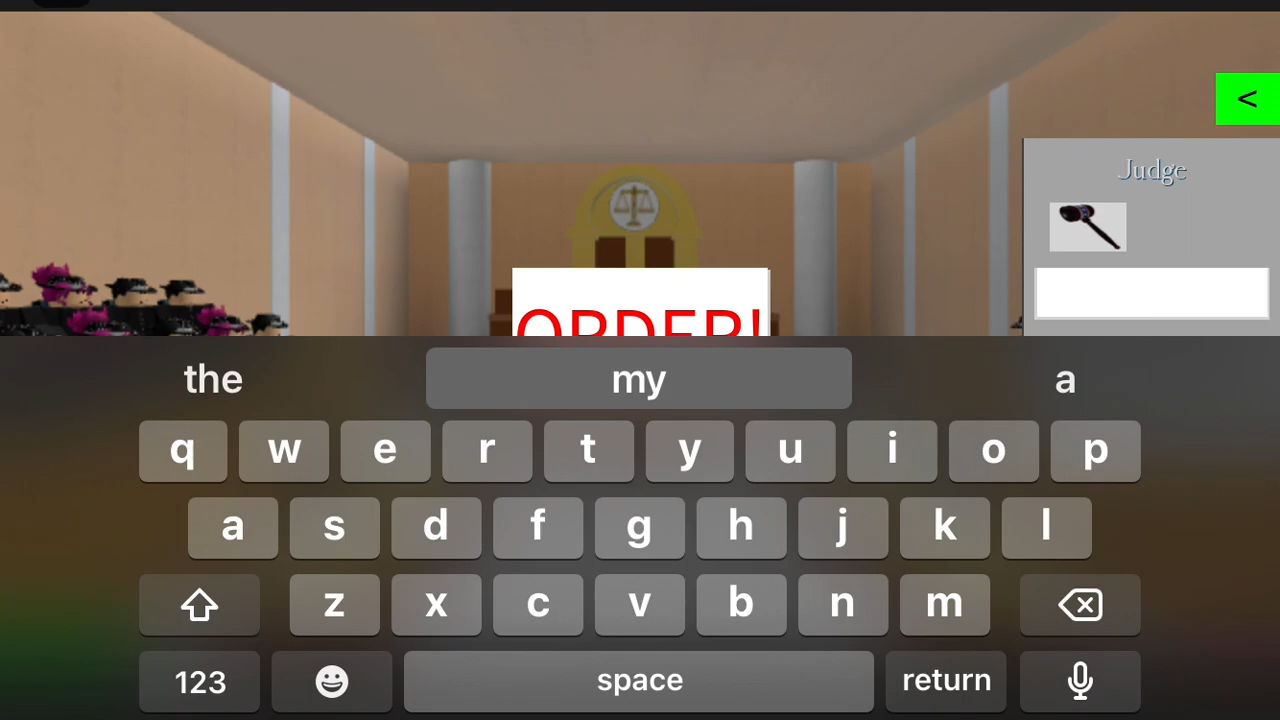 <
Judge
ORDER!
the my a
q w e r t y u i o p
a s d f g h j k l
z x c v b n m
123 space return